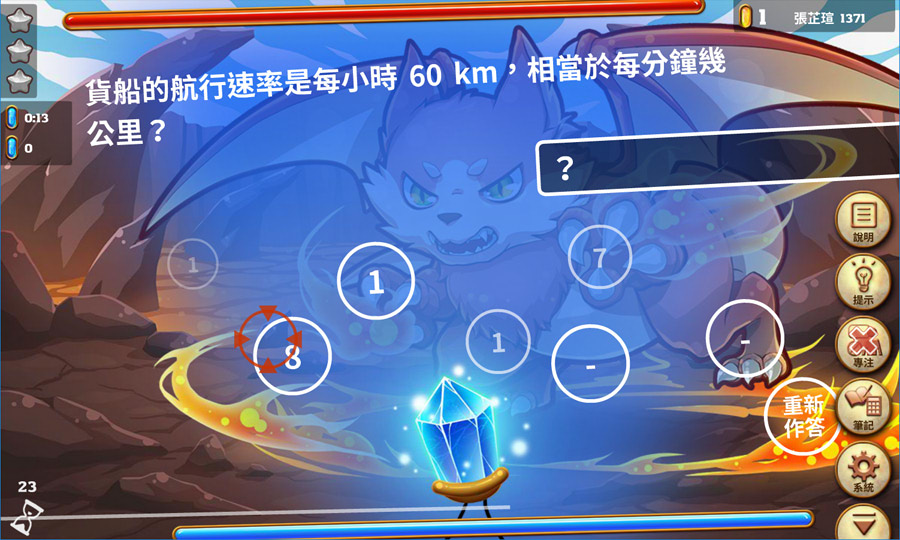 1 張芷瑄 1371
貨船的航行速率是每小時 60 km，相當於每分鐘幾
公里？
0:13
0
？
1
1
7
8
1
-
-
說明
提示
專注
重新
作答
筆記
系統
23